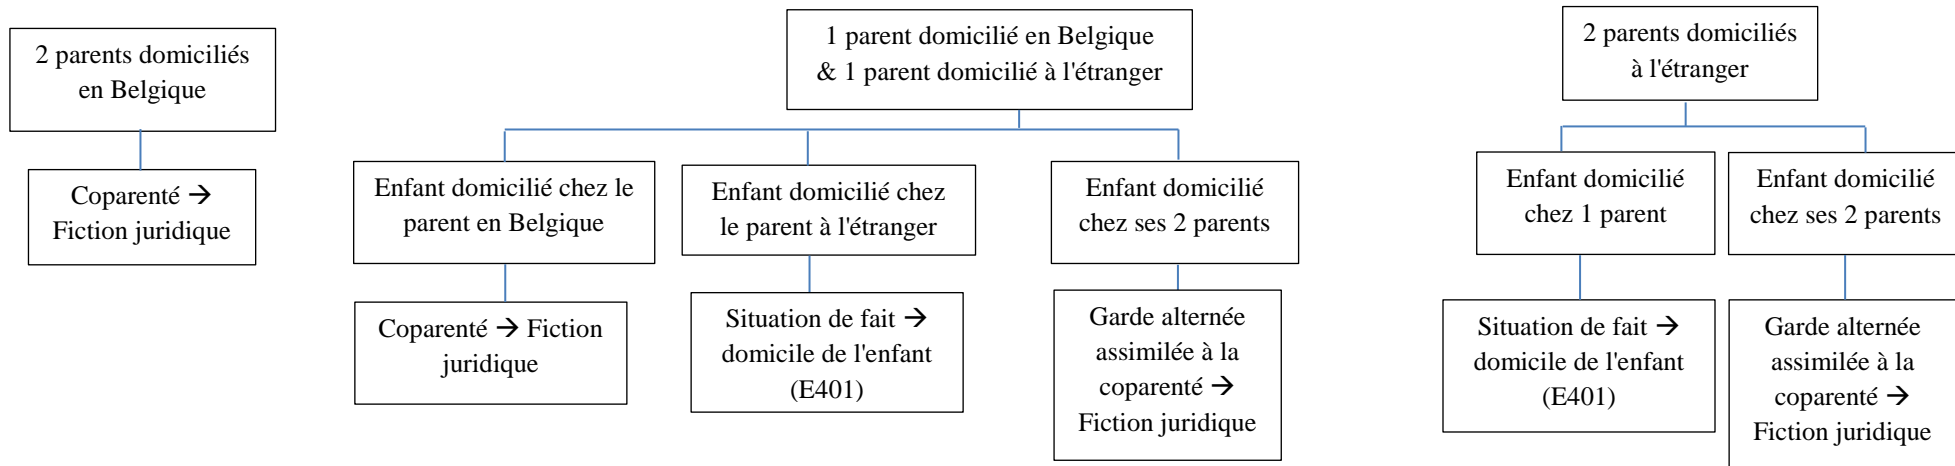 2 parents domiciliés
en Belgique
Coparenté →
Fiction juridique
1 parent domicilié en Belgique
& 1 parent domicilié à l'étranger
Enfant domicilié chez le
parent en Belgique
Coparenté → Fiction
juridique
Enfant domicilié chez
le parent à l'étranger
Situation de fait →
domicile de l'enfant
(E401)
Enfant domicilié
chez ses 2 parents
Garde alternée
assimilée à la
coparenté →
Fiction juridique
2 parents domiciliés
à l'étranger
Enfant domicilié
chez 1 parent
Situation de fait →
domicile de l'enfant
(E401)
Enfant domicilié
chez ses 2 parents
Garde alternée
assimilée à la
coparenté →
Fiction juridique